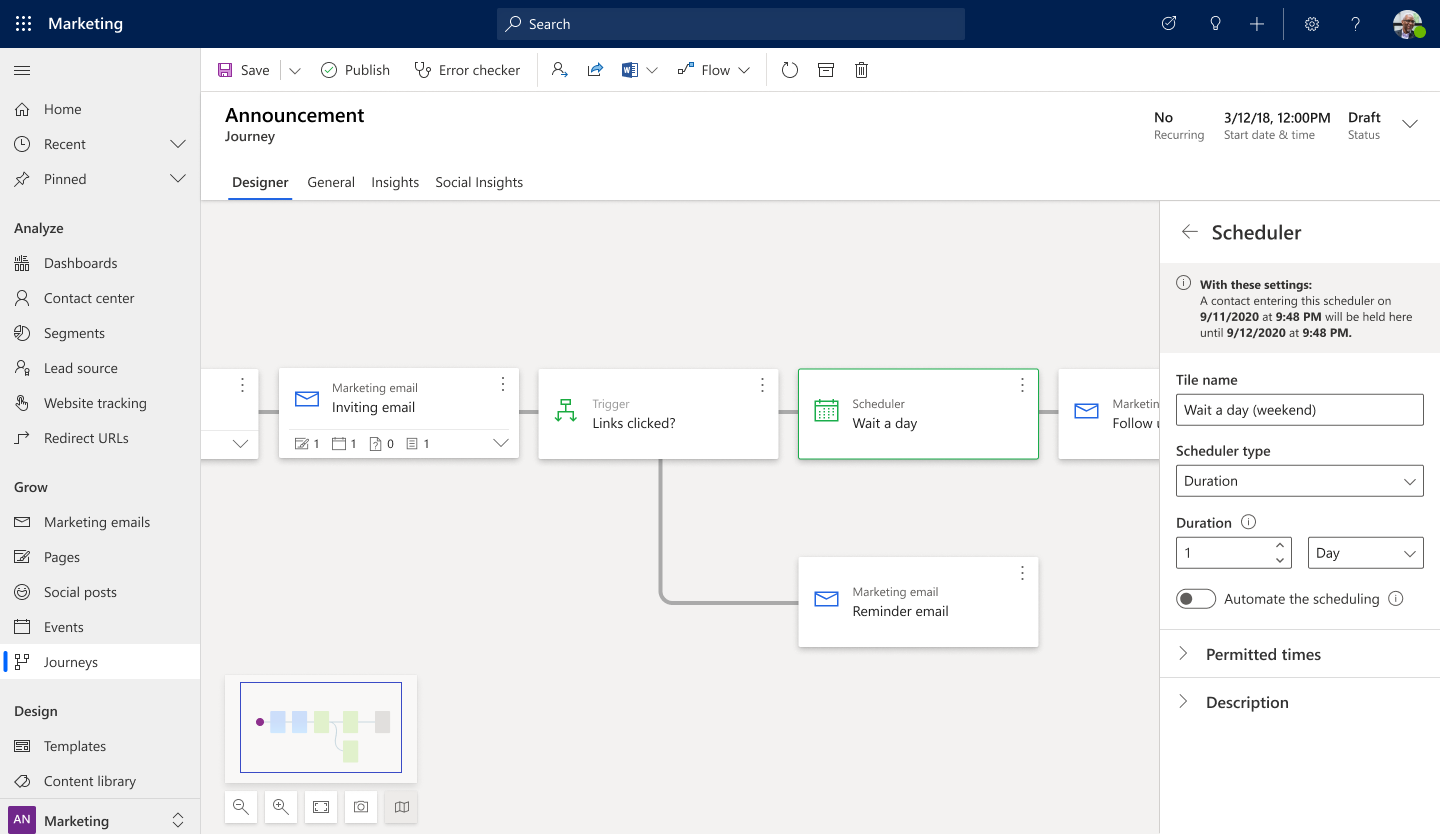 Marketing
Search
Save
Publish
Error checker
Flow
Home
Recent
Pinned
Analyze
Dashboards
Contact center
Segments
Lead source
Website tracking
Redirect URLs
Grow
Marketing emails
Pages
Social posts
Events
Journeys
Design
Templates
Content library
AN Marketing
Announcement
Journey
No
Recurring
3/12/18, 12:00PM
Start date & time
Draft
Status
Designer General Insights Social Insights
Marketing email
Inviting email
1 1 0 1
Trigger
Links clicked?
Scheduler
Wait a day
Marketin
Follow u
Marketing email
Reminder email
Scheduler
With these settings:
A contact entering this scheduler on
9/11/2020 at 9:48 PM will be held here
until 9/12/2020 at 9:48 PM.
Tile name
Wait a day (weekend)
Scheduler type
Duration
Duration
1 Day
Automate the scheduling
Permitted times
Description